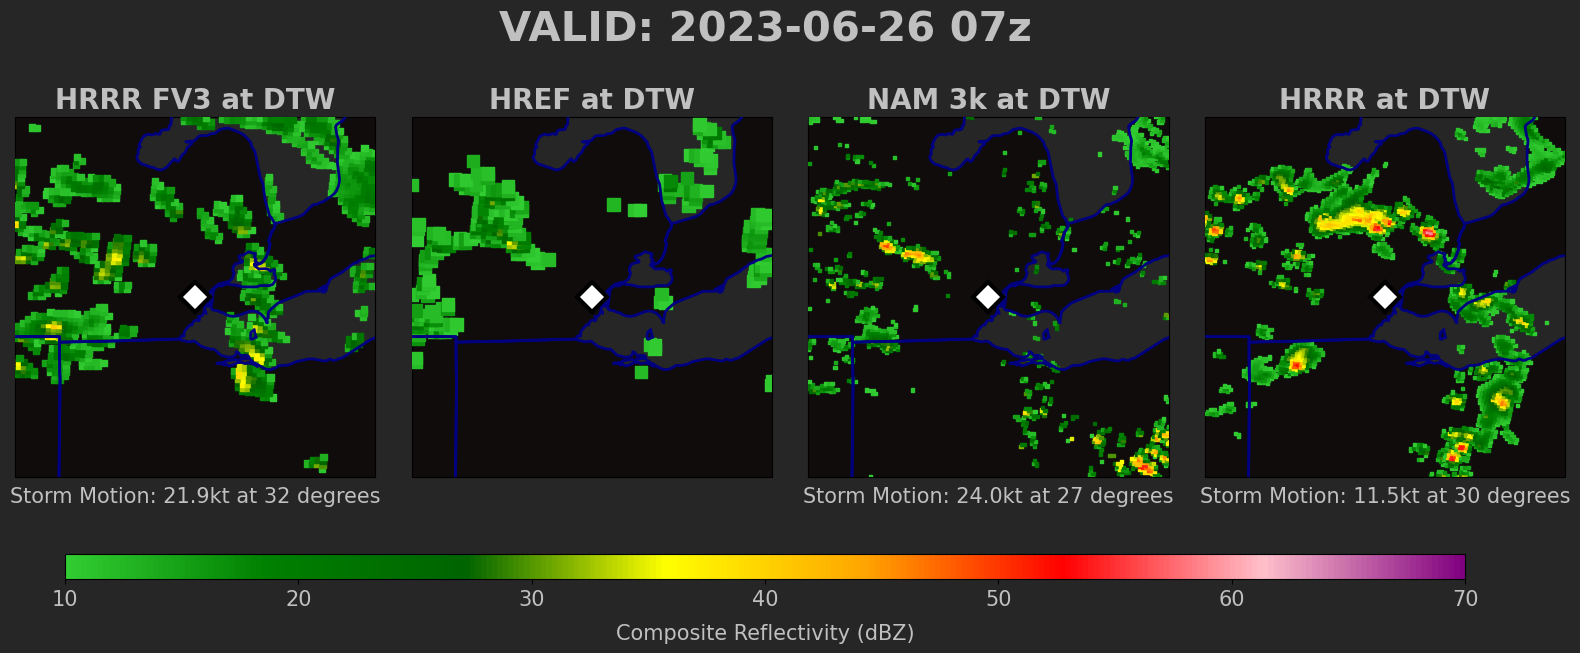 VALID: 2023-06-26 07z
HRRR FV3 at DTW
HREF at DTW
NAM 3k at DTW
HRRR at DTW
Storm Motion: 21.9kt at 32 degrees
Storm Motion: 24.0kt at 27 degrees
Storm Motion: 11.5kt at 30 degrees
10 20 30 40 50 60 70
Composite Reflectivity (dBZ)